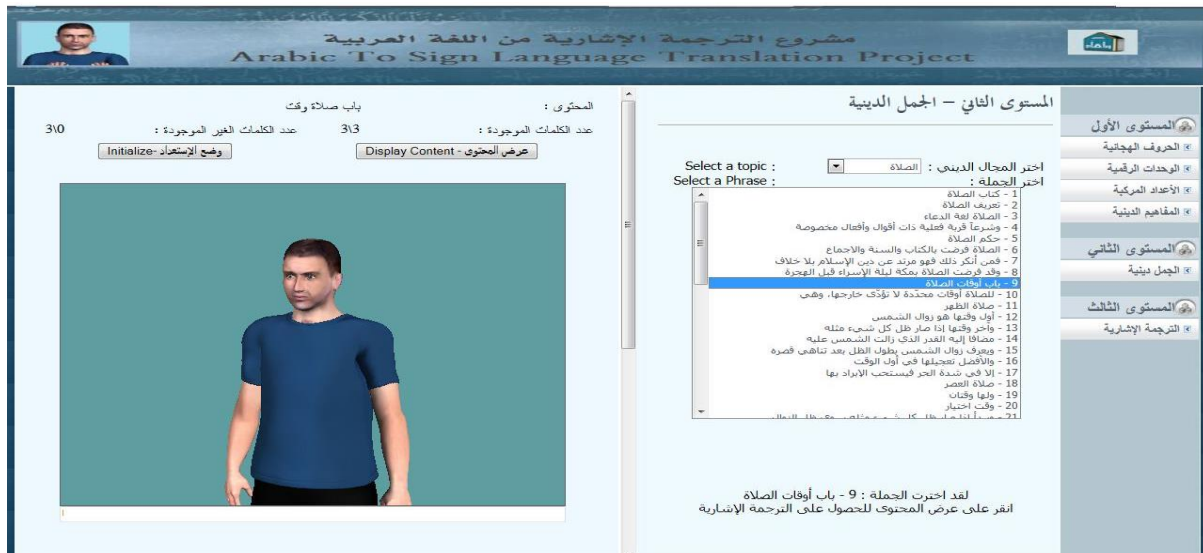 مشروع الترجمة الإشارية من اللغة العربية
Arabic To Sign Language Translation Project
باهاء
المستوى الأول
الحروف الهجائية
الوحدات الرقمية
الأعداد المركبة
المفاهيم الدينية
المستوى الثاني
الجمل دينية
المستوى الثالث
الترجمة الإشارية
المستوى الثاني – الجمل الدينية
اختر المجال الديني : الصلاة Select a topic :
اختر الجملة : Select a Phrase :
1 - كتاب الصلاة
2 - تعريف الصلاة
3 - الصلاة لغة الدعاء
4 - وشرعاً قربة فعلية ذات أقوال وأفعال مخصوصة
5 - حكم الصلاة
6 - الصلاة فرضت بالكتاب والسنة والاجماع
7 - فمن أنكر ذلك فهو مرتد عن دين الإسلام بلا خلاف
8 - وقد فرضت الصلاة بمكة ليلة الإسراء قبل الهجرة
9 - باب أوقات الصلاة
10 - للصلاة أوقات محدّدة لا تؤدّى خارجها، وهي
11 - صلاة الظهر
12 - أول وقتها هو زوال الشمس
13 - وآخر وقتها إذا صار ظل كل شيء مثله
14 - مضافا إليه القدر الذي زالت الشمس عليه
15 - ويعرف زوال الشمس بطول الظل بعد تناهي قصره
16 - والأفضل تعجيلها في أول الوقت
17 - إلا في شدة الحر فيستحب الإبراد بها
18 - صلاة العصر
19 - ولها وقتان
20 - وقت اختيار
لقد اخترت الجملة : 9 - باب أوقات الصلاة
انقر على عرض المحتوى للحصول على الترجمة الإشارية
المحتوى : باب صلاة وقت
عدد الكلمات الموجودة : 3\3 عدد الكلمات الغير الموجودة : 3\0
عرض المحتوى - Display Content
وضع الإستعداد -Initialize